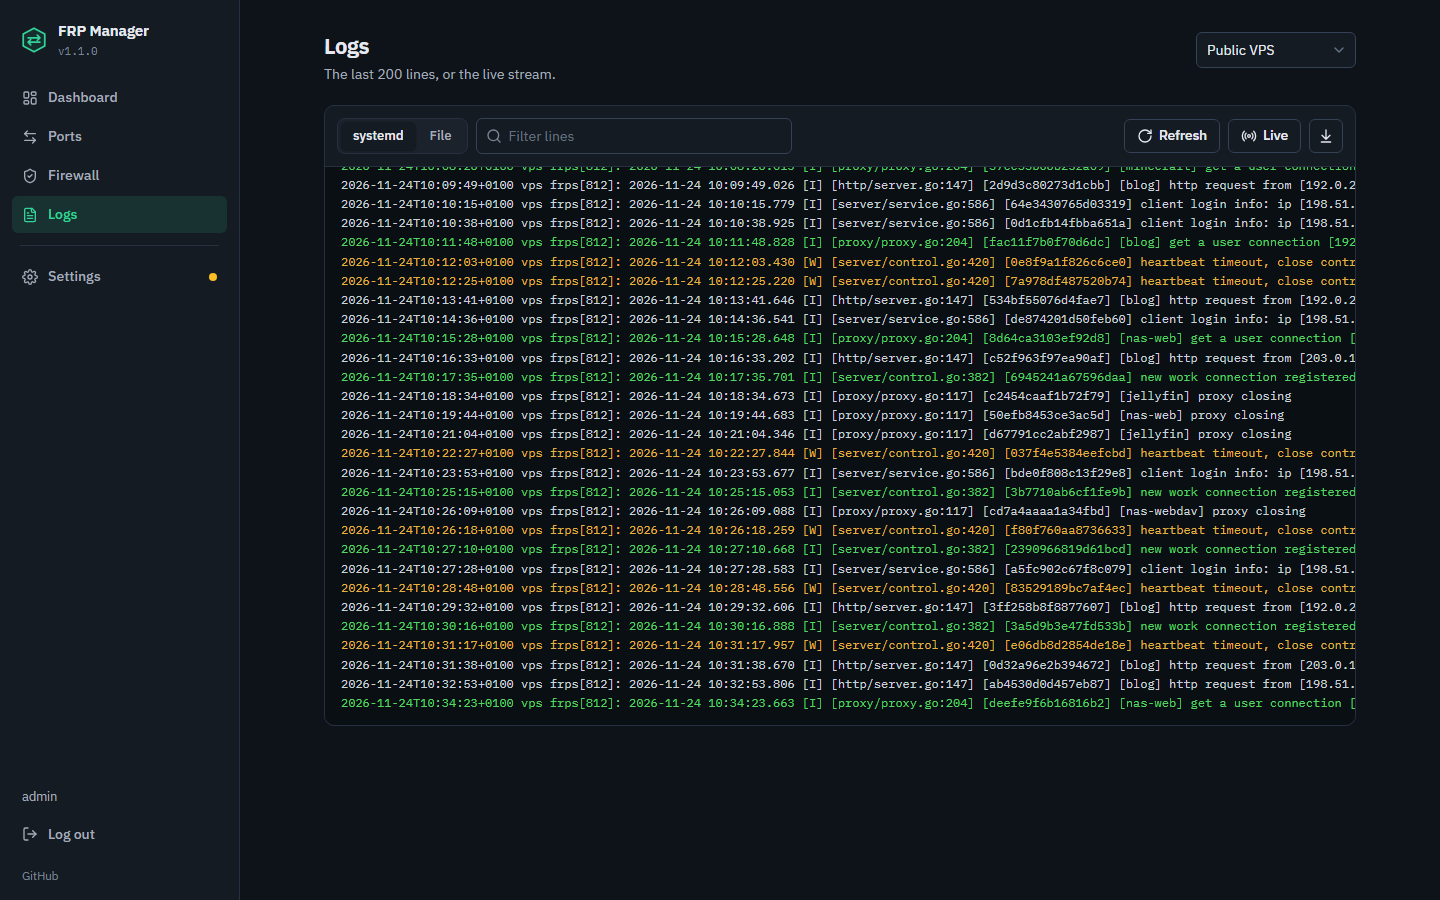 FRP Manager
v1.1.0
Dashboard
Ports
Firewall
Logs
Settings
admin
Log out
GitHub
Logs
The last 200 lines, or the live stream.
Public VPS
systemd
File
Filter lines
Refresh
Live
2026-11-24T10:09:49+0100 vps frps[812]: 2026-11-24 10:09:49.026 [I] [http/server.go:147] [2d9d3c80273d1cbb] [blog] http request from [192.0.2
2026-11-24T10:10:15+0100 vps frps[812]: 2026-11-24 10:10:15.779 [I] [server/service.go:586] [64e3430765d03319] client login info: ip [198.51.
2026-11-24T10:10:38+0100 vps frps[812]: 2026-11-24 10:10:38.925 [I] [server/service.go:586] [0d1cfb14fbba651a] client login info: ip [198.51.
2026-11-24T10:11:48+0100 vps frps[812]: 2026-11-24 10:11:48.828 [I] [proxy/proxy.go:204] [fac11f7b0f70d6dc] [blog] get a user connection [192
2026-11-24T10:12:03+0100 vps frps[812]: 2026-11-24 10:12:03.430 [W] [server/control.go:420] [0e8f9a1f826c6ce0] heartbeat timeout, close contr
2026-11-24T10:12:25+0100 vps frps[812]: 2026-11-24 10:12:25.220 [W] [server/control.go:420] [7a978df487520b74] heartbeat timeout, close contr
2026-11-24T10:13:41+0100 vps frps[812]: 2026-11-24 10:13:41.646 [I] [http/server.go:147] [534bf55076d4fae7] [blog] http request from [192.0.2
2026-11-24T10:14:36+0100 vps frps[812]: 2026-11-24 10:14:36.541 [I] [server/service.go:586] [de874201d50feb60] client login info: ip [198.51.
2026-11-24T10:15:28+0100 vps frps[812]: 2026-11-24 10:15:28.648 [I] [proxy/proxy.go:204] [8d64ca3103ef92d8] [nas-web] get a user connection [
2026-11-24T10:16:33+0100 vps frps[812]: 2026-11-24 10:16:33.202 [I] [http/server.go:147] [c52f963f97ea90af] [blog] http request from [203.0.1
2026-11-24T10:17:35+0100 vps frps[812]: 2026-11-24 10:17:35.701 [I] [server/control.go:382] [6945241a67596daa] new work connection registered
2026-11-24T10:18:34+0100 vps frps[812]: 2026-11-24 10:18:34.673 [I] [proxy/proxy.go:117] [c2454caaf1b72f79] [jellyfin] proxy closing
2026-11-24T10:19:44+0100 vps frps[812]: 2026-11-24 10:19:44.683 [I] [proxy/proxy.go:117] [50efb8453ce3ac5d] [nas-web] proxy closing
2026-11-24T10:21:04+0100 vps frps[812]: 2026-11-24 10:21:04.346 [I] [proxy/proxy.go:117] [d67791cc2abf2987] [jellyfin] proxy closing
2026-11-24T10:22:27+0100 vps frps[812]: 2026-11-24 10:22:27.844 [W] [server/control.go:420] [037f4e5384eefcbd] heartbeat timeout, close contr
2026-11-24T10:23:53+0100 vps frps[812]: 2026-11-24 10:23:53.677 [I] [server/service.go:586] [bde0f808c13f29e8] client login info: ip [198.51.
2026-11-24T10:25:15+0100 vps frps[812]: 2026-11-24 10:25:15.053 [I] [server/control.go:382] [3b7710ab6cf1fe9b] new work connection registered
2026-11-24T10:26:09+0100 vps frps[812]: 2026-11-24 10:26:09.088 [I] [proxy/proxy.go:117] [cd7a4aaaa1a34fbd] [nas-webdav] proxy closing
2026-11-24T10:26:18+0100 vps frps[812]: 2026-11-24 10:26:18.259 [W] [server/control.go:420] [f80f760aa8736633] heartbeat timeout, close contr
2026-11-24T10:27:10+0100 vps frps[812]: 2026-11-24 10:27:10.668 [I] [server/control.go:382] [2390966819d61bcd] new work connection registered
2026-11-24T10:27:28+0100 vps frps[812]: 2026-11-24 10:27:28.583 [I] [server/service.go:586] [a5fc902c67f8c079] client login info: ip [198.51.
2026-11-24T10:28:48+0100 vps frps[812]: 2026-11-24 10:28:48.556 [W] [server/control.go:420] [83529189bc7af4ec] heartbeat timeout, close contr
2026-11-24T10:29:32+0100 vps frps[812]: 2026-11-24 10:29:32.606 [I] [http/server.go:147] [3ff258b8f8877607] [blog] http request from [192.0.2
2026-11-24T10:30:16+0100 vps frps[812]: 2026-11-24 10:30:16.888 [I] [server/control.go:382] [3a5d9b3e47fd533b] new work connection registered
2026-11-24T10:31:17+0100 vps frps[812]: 2026-11-24 10:31:17.957 [W] [server/control.go:420] [e06db8d2854de18e] heartbeat timeout, close contr
2026-11-24T10:31:38+0100 vps frps[812]: 2026-11-24 10:31:38.670 [I] [http/server.go:147] [0d32a96e2b394672] [blog] http request from [203.0.1
2026-11-24T10:32:53+0100 vps frps[812]: 2026-11-24 10:32:53.806 [I] [http/server.go:147] [ab4530d0d457eb87] [blog] http request from [198.51.
2026-11-24T10:34:23+0100 vps frps[812]: 2026-11-24 10:34:23.663 [I] [proxy/proxy.go:204] [deefe9f6b16816b2] [nas-web] get a user connection [